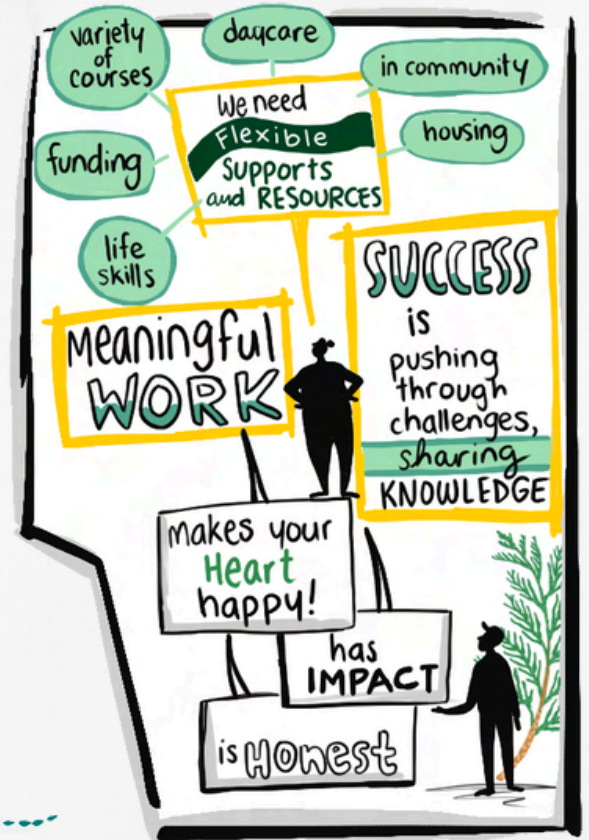 variety
of
courses
daycare
in community
funding
housing
life
skills
We need
Flexible
Supports
and RESOURCES
Meaningful
WORK
SUCCESS
is
pushing
through
challenges,
sharing
KNOWLEDGE
makes your
Heart
happy!
has
IMPACT
is Honest